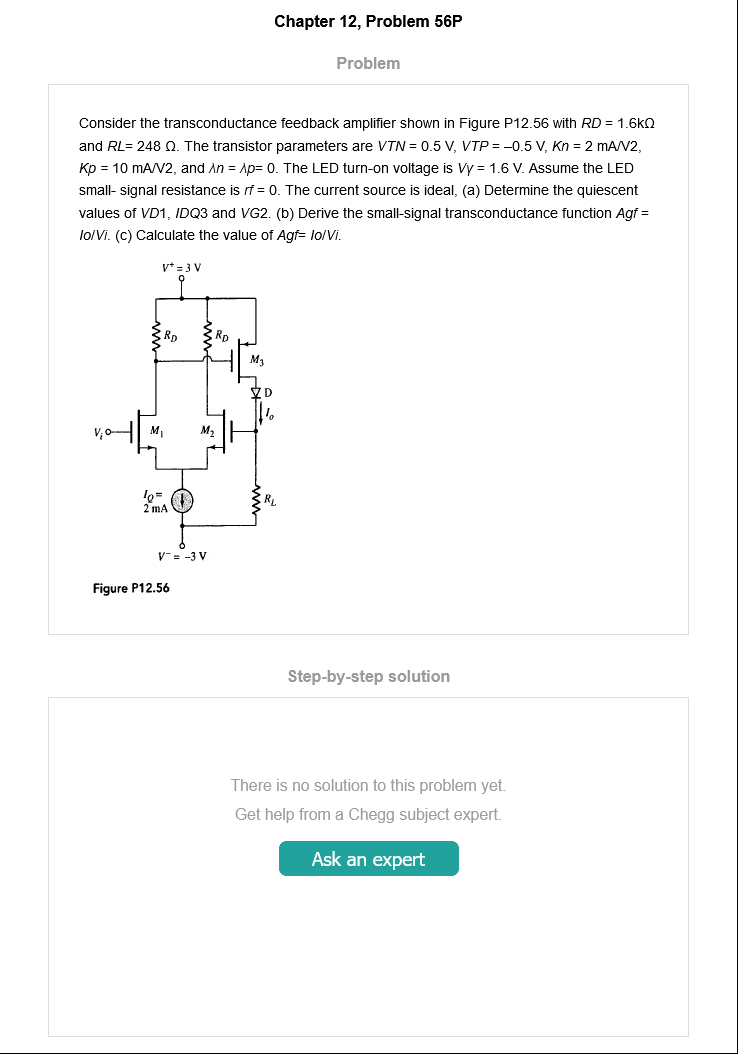 Chapter 12, Problem 56P
Problem
Consider the transconductance feedback amplifier shown in Figure P12.56 with RD = 1.6kΩ
and RL= 248 Ω. The transistor parameters are VTN = 0.5 V, VTP = –0.5 V, Kn = 2 mA/V2,
Kp = 10 mA/V2, and λn = λp= 0. The LED turn-on voltage is Vγ = 1.6 V. Assume the LED
small- signal resistance is rf = 0. The current source is ideal, (a) Determine the quiescent
values of VD1, IDQ3 and VG2. (b) Derive the small-signal transconductance function Agf =
Io/Vi. (c) Calculate the value of Agf= Io/Vi.
V⁺ = 3 V
R_D
R_D
M₃
D
I_o
V_i
M₁
M₂
I_Q =
2 mA
R_L
V⁻ = –3 V
Figure P12.56
Step-by-step solution
There is no solution to this problem yet.
Get help from a Chegg subject expert.
Ask an expert